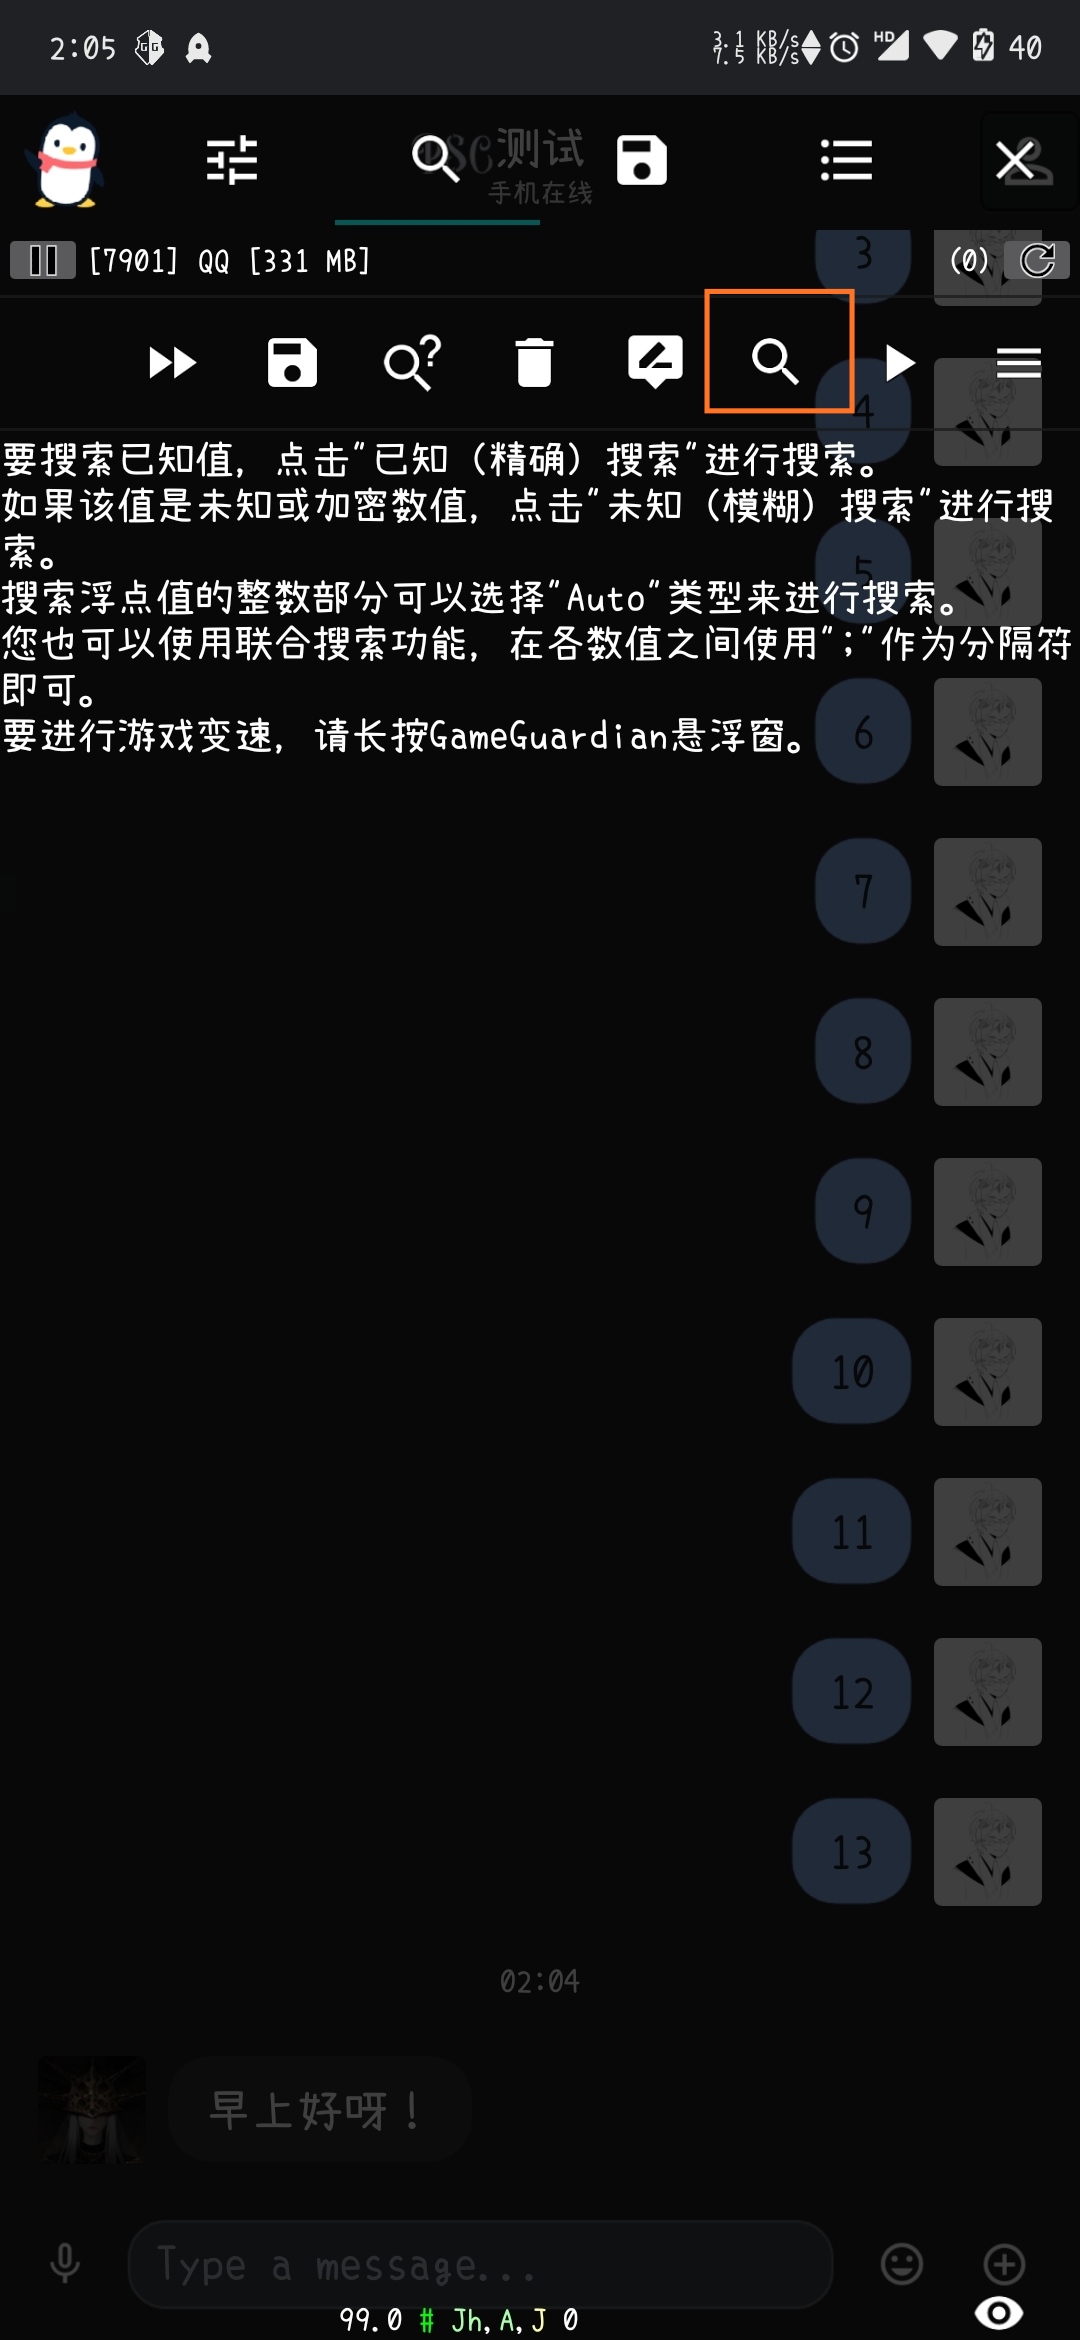 2:05
3.1 KB/s
7.5 KB/s
HD
40
测试
手机在线
[7901] QQ [331 MB]
(0)
3
4
要搜索已知值，点击"已知（精确）搜索"进行搜索。
如果该值是未知或加密数值，点击"未知（模糊）搜索"进行搜
索。
5
搜索浮点值的整数部分可以选择"Auto"类型来进行搜索。
您也可以使用联合搜索功能，在各数值之间使用";"作为分隔符
即可。
要进行游戏变速，请长按GameGuardian悬浮窗。
6
7
8
9
10
11
12
13
02:04
早上好呀！
Type a message...
99.0 # Jh,A,J 0